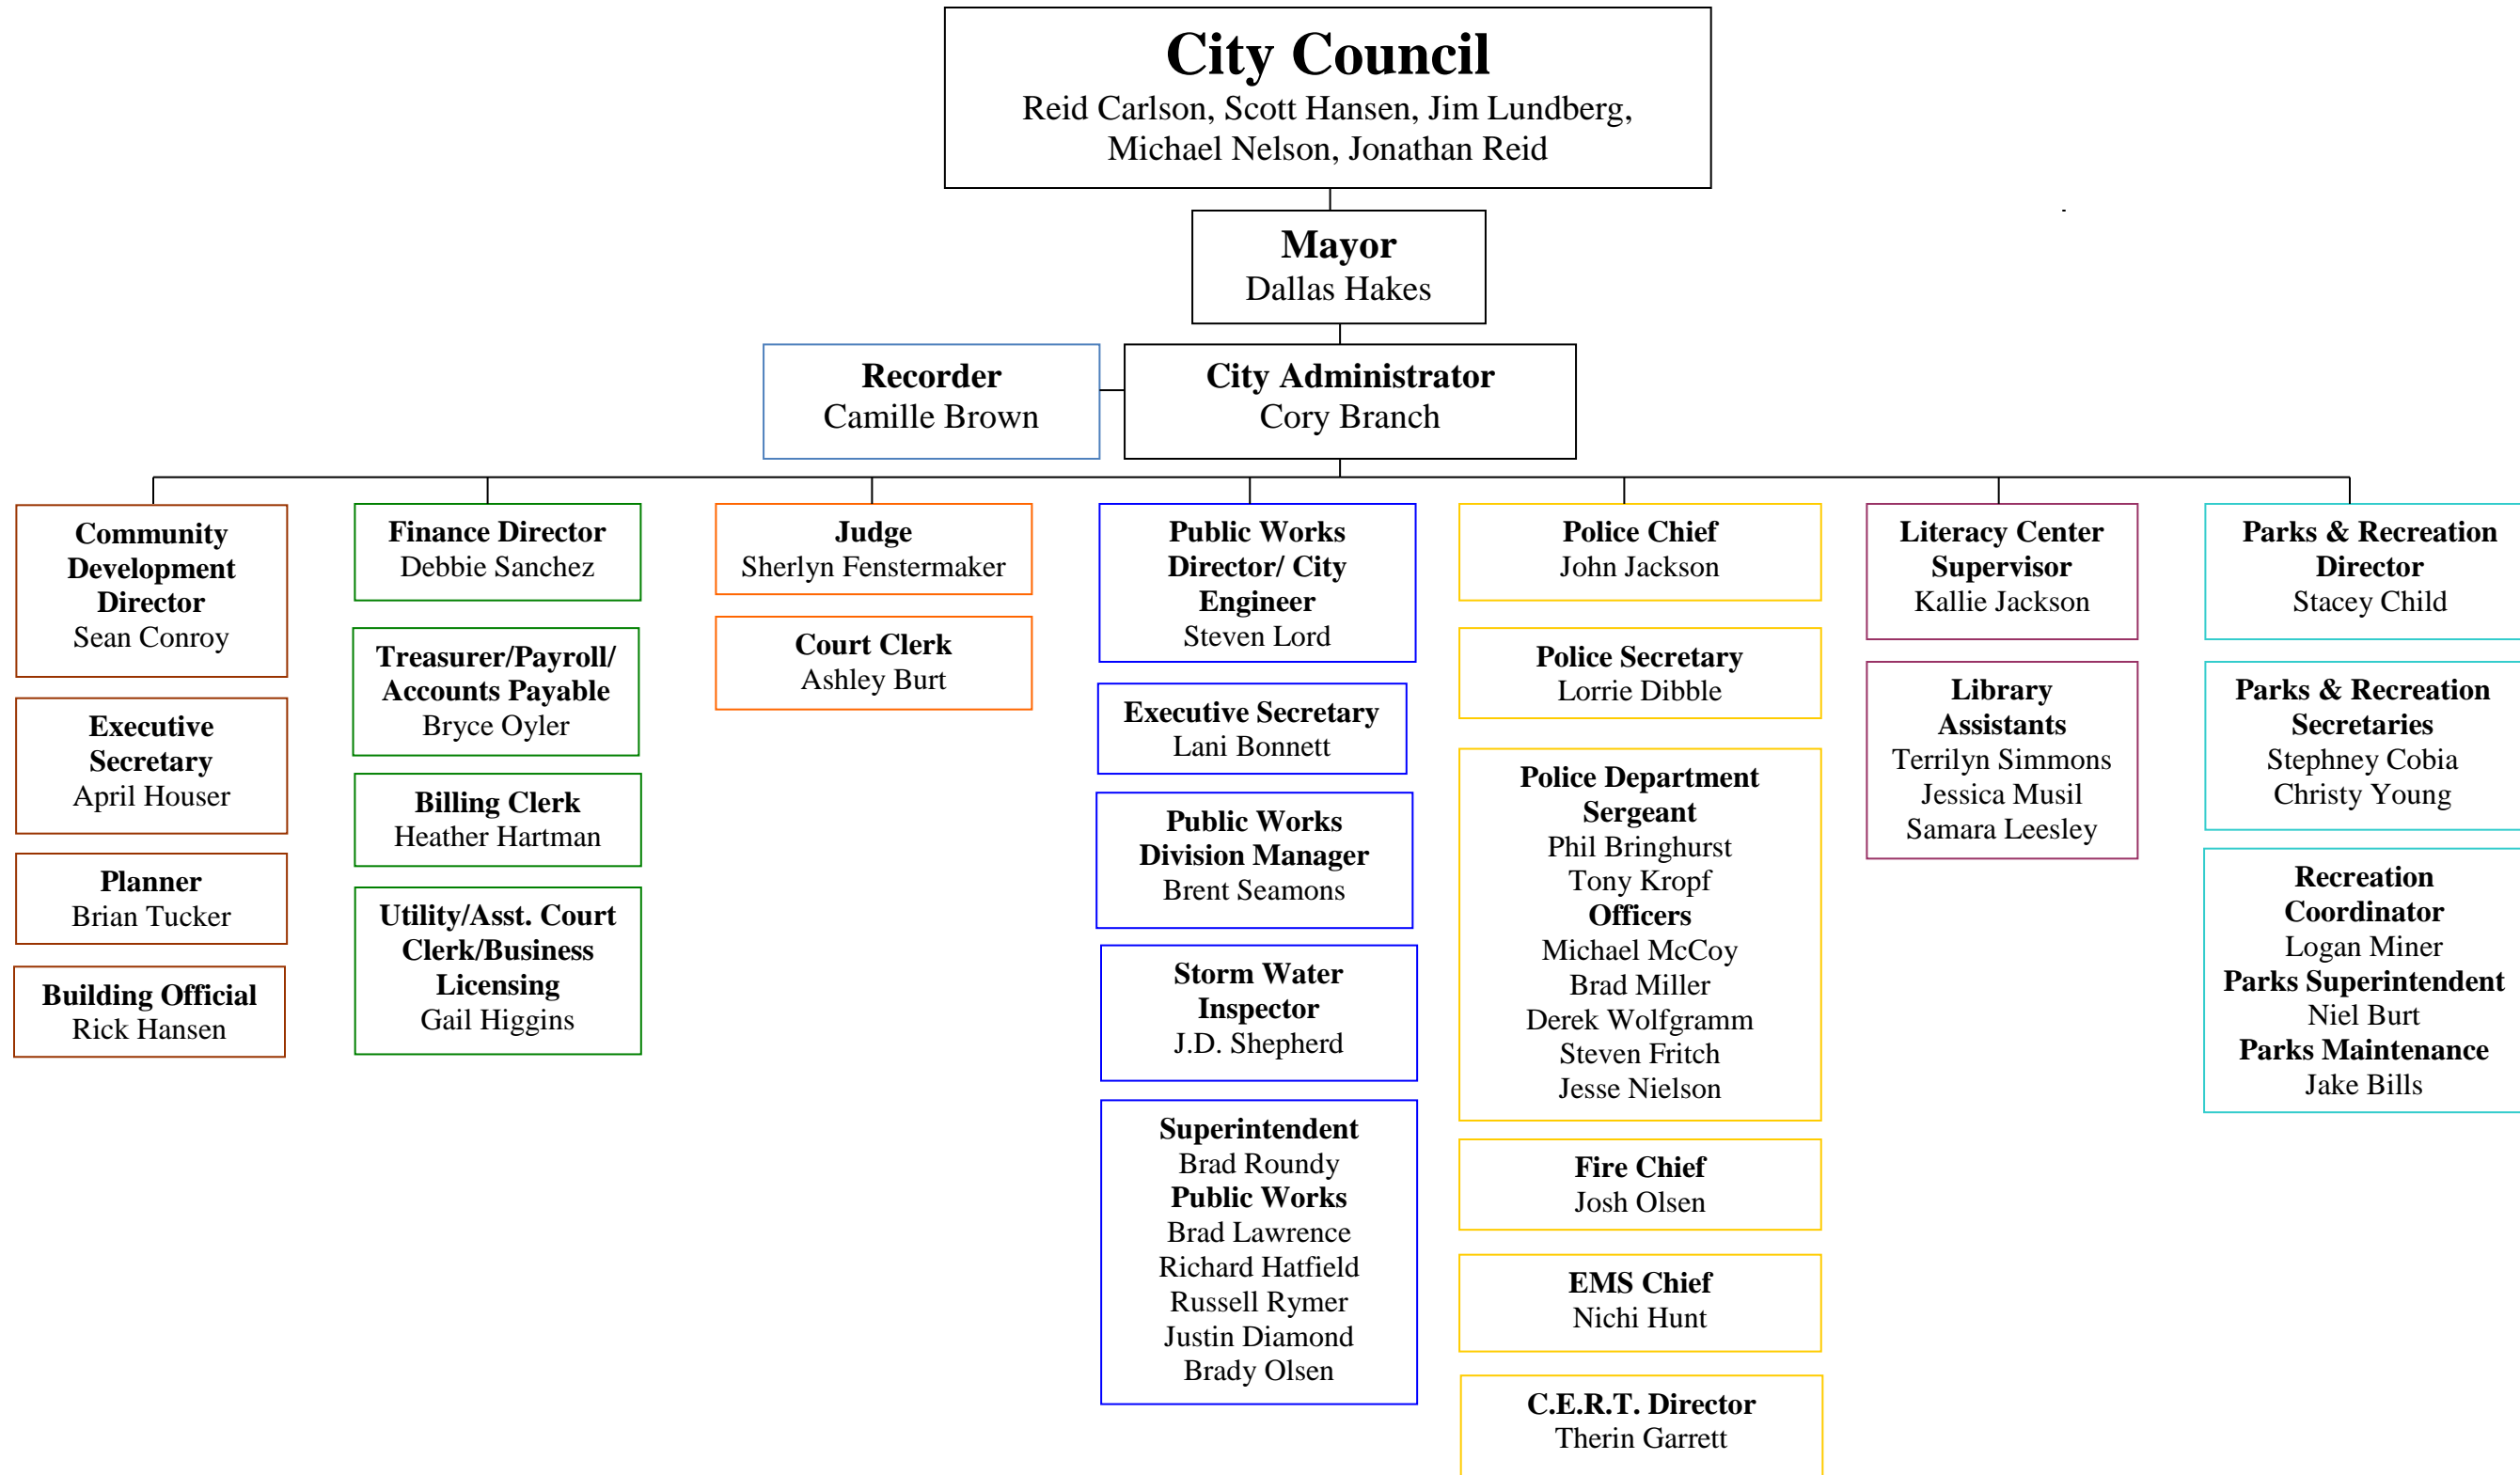 City Council
Reid Carlson, Scott Hansen, Jim Lundberg,
Michael Nelson, Jonathan Reid
Mayor
Dallas Hakes
Recorder
Camille Brown
City Administrator
Cory Branch
Community
Development
Director
Sean Conroy
Executive
Secretary
April Houser
Planner
Brian Tucker
Building Official
Rick Hansen
Finance Director
Debbie Sanchez
Treasurer/Payroll/
Accounts Payable
Bryce Oyler
Billing Clerk
Heather Hartman
Utility/Asst. Court
Clerk/Business
Licensing
Gail Higgins
Judge
Sherlyn Fenstermaker
Court Clerk
Ashley Burt
Public Works
Director/ City
Engineer
Steven Lord
Executive Secretary
Lani Bonnett
Public Works
Division Manager
Brent Seamons
Storm Water
Inspector
J.D. Shepherd
Superintendent
Brad Roundy
Public Works
Brad Lawrence
Richard Hatfield
Russell Rymer
Justin Diamond
Brady Olsen
Police Chief
John Jackson
Police Secretary
Lorrie Dibble
Police Department
Sergeant
Phil Bringhurst
Tony Kropf
Officers
Michael McCoy
Brad Miller
Derek Wolfgramm
Steven Fritch
Jesse Nielson
Fire Chief
Josh Olsen
EMS Chief
Nichi Hunt
C.E.R.T. Director
Therin Garrett
Literacy Center
Supervisor
Kallie Jackson
Library
Assistants
Terrilyn Simmons
Jessica Musil
Samara Leesley
Parks & Recreation
Director
Stacey Child
Parks & Recreation
Secretaries
Stephney Cobia
Christy Young
Recreation
Coordinator
Logan Miner
Parks Superintendent
Niel Burt
Parks Maintenance
Jake Bills